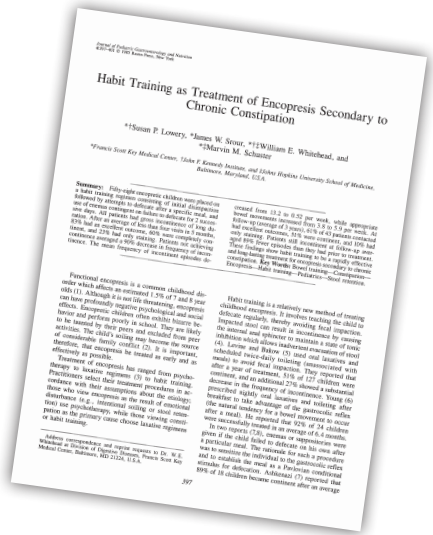 Journal of Pediatric Gastroenterology and Nutrition
Habit Training as Treatment of Encopresis Secondary to
Chronic Constipation
*†Susan P. Lowery, *James W. Srour, *†‡William E. Whitehead, and
*‡Marvin M. Schuster
*Francis Scott Key Medical Center, †John F. Kennedy Institute, and ‡Johns Hopkins University School of Medicine,
Baltimore, Maryland, USA
Summary: Fifty-eight encopretic children were placed on
a habit training regimen consisting of initial disimpaction
followed by attempts to defecate after a specific meal, and
use of enemas contingent on failure to defecate for 2 succes-
sive days. All patients had gross incontinence of long du-
ration. After an average of less than four visits in 5 months,
83% had an excellent outcome, 60% were completely con-
tinent, and 23% had only staining. Patients not achieving
continence averaged a 90% decrease in frequency of incon-
tinence. The mean frequency of incontinent episodes de-
creased from 13.2 to 0.52 per week, while appropriate
bowel movements increased from 3.8 to 5.9 per week. At
follow-up (average of 3 years), 61% of 43 patients contacted
had excellent outcomes, 51% were continent, and 10% had
only staining. Patients still incontinent at follow-up aver-
aged 89% fewer episodes than they had prior to treatment.
These findings show habit training to be a rapidly effective
and long-lasting treatment for encopresis secondary to chronic
constipation. Key Words: Bowel training—Constipation—
Encopresis—Habit training—Pediatrics—Stool retention.
Functional encopresis is a common childhood dis-
order which affects an estimated 1.5% of 7 and 8 year
olds (1). Although it is not life threatening, encopresis
can have profoundly negative psychological and social
effects. Encopretic children often exhibit bizarre be-
havior and perform poorly in school. They are likely
to be taunted by their peers and excluded from peer
activities. The child's soiling may become the source
of considerable family conflict (2). It is important,
therefore, that encopresis be treated as early and as
effectively as possible.
Treatment of encopresis has ranged from psycho-
therapy to laxative regimens (3) to habit training.
Practitioners select their treatment procedures in ac-
cordance with their assumptions about the etiology:
those who view encopresis as the result of emotional
disturbance (e.g., intentional soiling or stool reten-
tion) use psychotherapy, while those viewing consti-
pation as the primary cause choose laxative regimens
or habit training.
Address correspondence and reprint requests to Dr. W. E.
Whitehead at Division of Digestive Diseases, Francis Scott Key
Medical Center, Baltimore, MD 21224, U.S.A.
Habit training is a relatively new method of treating
childhood encopresis. It involves teaching the child to
defecate regularly, thereby avoiding fecal impaction.
Impacted stool can result in incontinence by causing
the internal anal sphincter to maintain a state of tonic
inhibition which allows inadvertent evacuation of stool
(4). Levine and Bakow (5) used oral laxatives and
scheduled twice-daily toileting (unassociated with
meals) to avoid fecal impaction. They reported that
after a year of treatment, 51% of 127 children were
continent, and an additional 27% showed a substantial
decrease in the frequency of incontinence. Young (6)
prescribed nightly oral laxatives and toileting after
breakfast to take advantage of the gastrocolic reflex
(the natural tendency for a bowel movement to occur
after a meal). He reported that 92% of 24 children
were successfully treated in an average of 6.4 months.
In two reports (7,8), enemas or suppositories were
given if the child failed to defecate on his own after
a particular meal. The rationale for such a procedure
was to sensitize the individual to the gastrocolic reflex
and to establish the meal as a Pavlovian conditional
stimulus for defecation. Ashkenazi (7) reported that
89% of 18 children became continent after an average
397